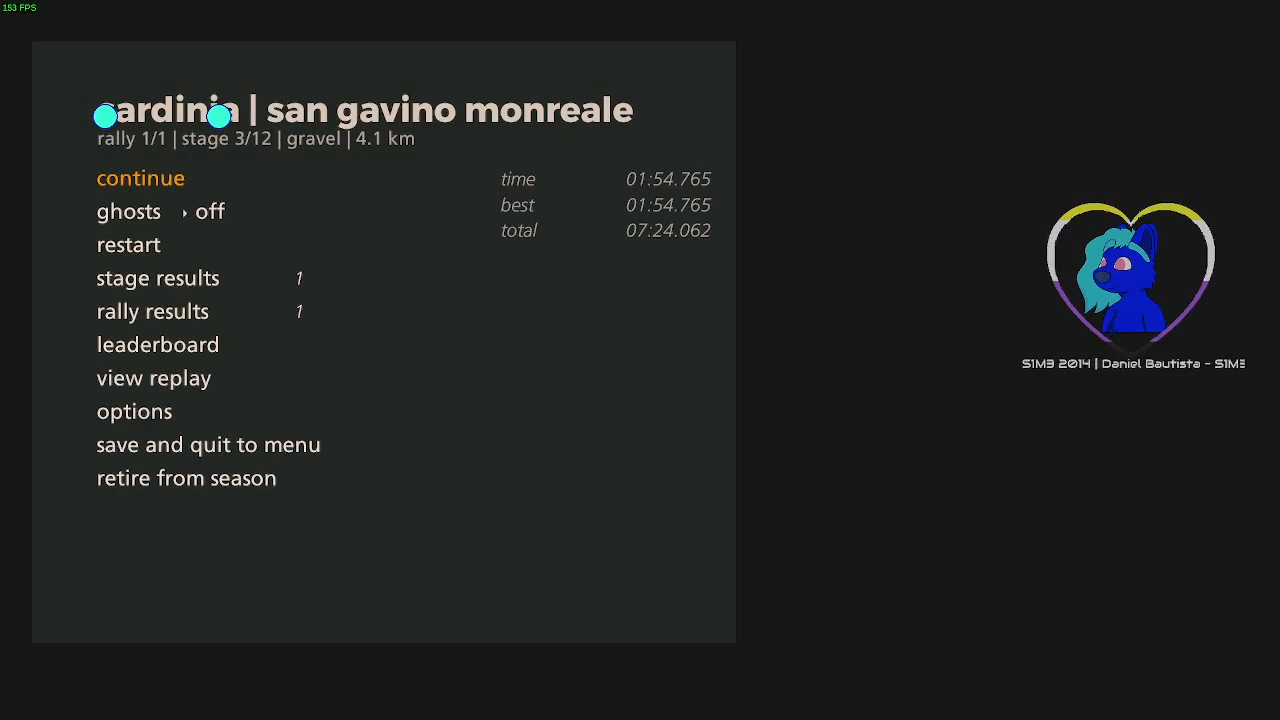 153 FPS
sardinia | san gavino monreale
rally 1/1 | stage 3/12 | gravel | 4.1 km
continue
time 01:54.765
ghosts ‣ off
best 01:54.765
total 07:24.062
restart
stage results 1
rally results 1
leaderboard
view replay
options
save and quit to menu
retire from season
S1M3 2014 | Daniel Bautista - S1M3